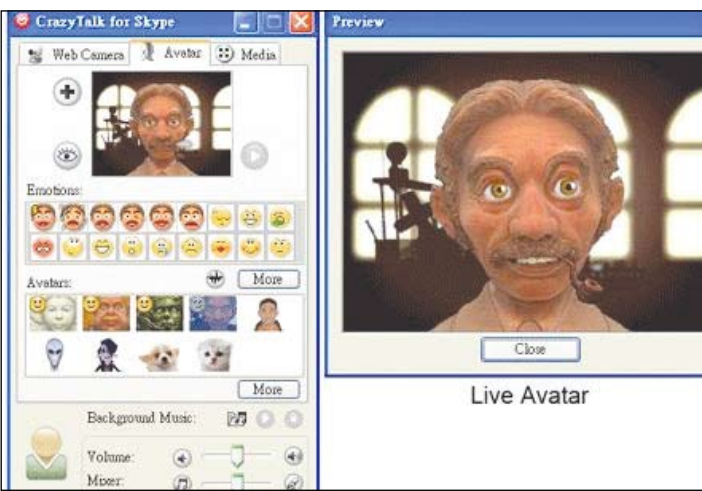 CrazyTalk for Skype
Web Camera
Avatar
Media
Emotions:
Avatars:
More
More
Background Music:
Volume:
Mixer:
Preview
Close
Live Avatar